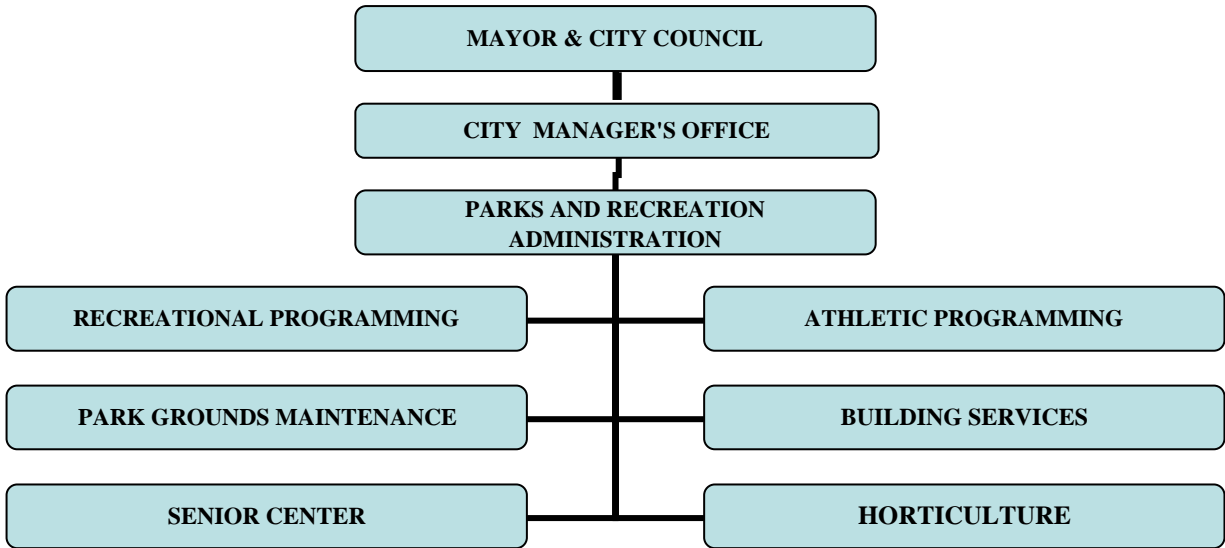 MAYOR & CITY COUNCIL
CITY MANAGER'S OFFICE
PARKS AND RECREATION
ADMINISTRATION
RECREATIONAL PROGRAMMING
ATHLETIC PROGRAMMING
PARK GROUNDS MAINTENANCE
BUILDING SERVICES
SENIOR CENTER
HORTICULTURE